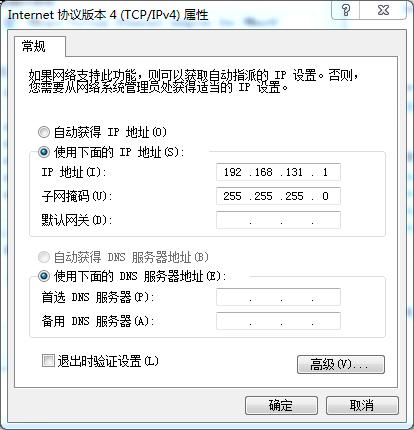 Internet 协议版本 4 (TCP/IPv4) 属性
常规
如果网络支持此功能，则可以获取自动指派的 IP 设置。否则，
您需要从网络系统管理员处获得适当的 IP 设置。
自动获得 IP 地址(O)
使用下面的 IP 地址(S):
IP 地址(I): 192 .168 .131 . 1
子网掩码(U): 255 .255 .255 . 0
默认网关(D): . . .
自动获得 DNS 服务器地址(B)
使用下面的 DNS 服务器地址(E):
首选 DNS 服务器(P): . . .
备用 DNS 服务器(A): . . .
退出时验证设置(L)
高级(V)...
确定 取消